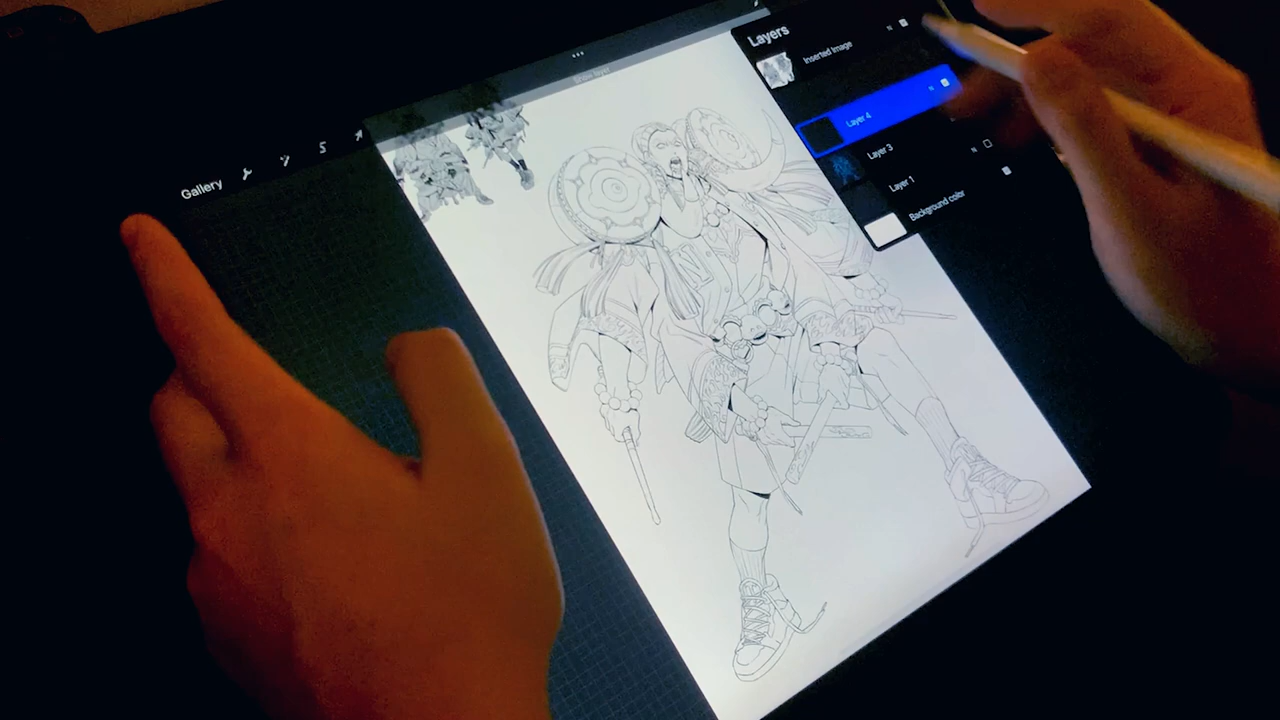 Gallery
Layers
Inserted Image
N
Layer 4
N
Layer 3
N
Layer 1
Background color